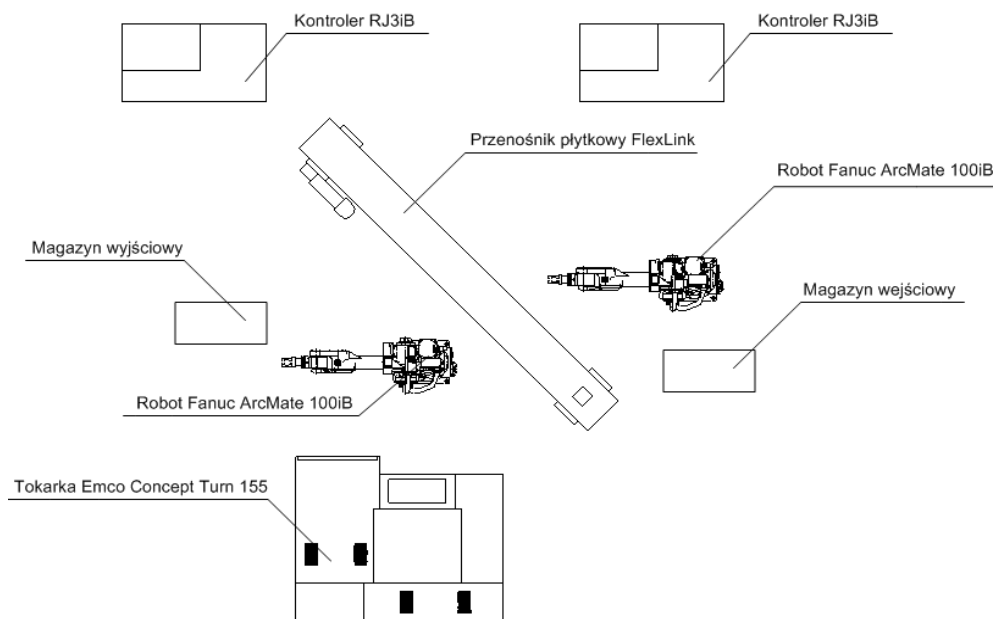 Kontroler RJ3iB
Kontroler RJ3iB
Przenośnik płytkowy FlexLink
Robot Fanuc ArcMate 100iB
Magazyn wyjściowy
Magazyn wejściowy
Robot Fanuc ArcMate 100iB
Tokarka Emco Concept Turn 155